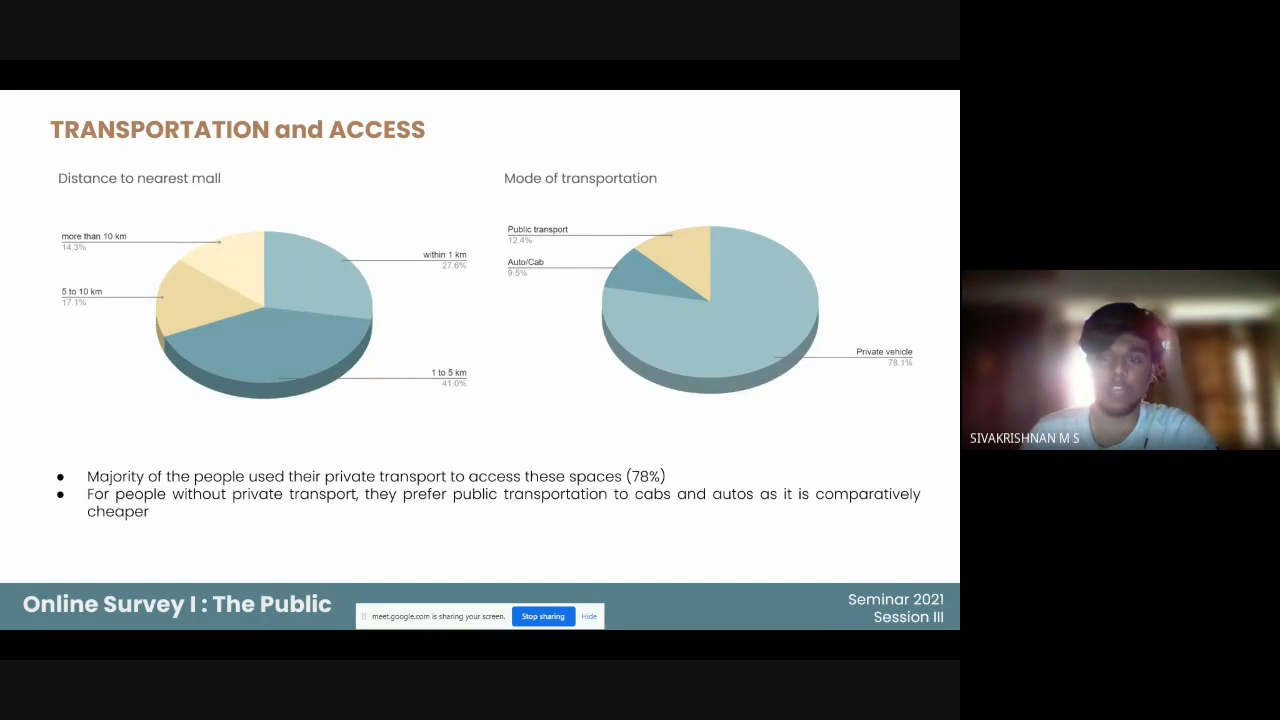 TRANSPORTATION and ACCESS
Distance to nearest mall
more than 10 km
14.3%
5 to 10 km
17.1%
within 1 km
27.6%
1 to 5 km
41.0%
Mode of transportation
Public transport
12.4%
Auto/Cab
9.5%
Private vehicle
78.1%
● Majority of the people used their private transport to access these spaces (78%)
● For people without private transport, they prefer public transportation to cabs and autos as it is comparatively
cheaper
Online Survey I : The Public
meet.google.com is sharing your screen.
Stop sharing
Hide
Seminar 2021
Session III
SIVAKRISHNAN M S